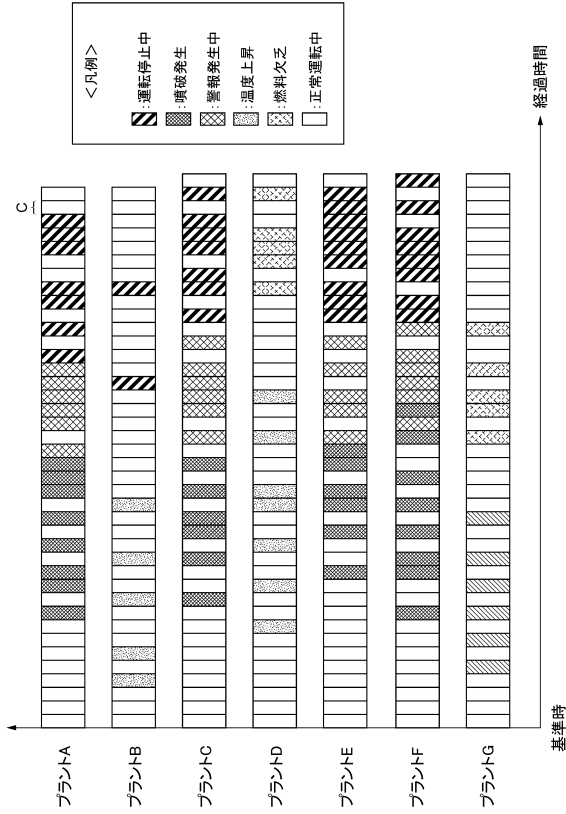 <凡例>
:運転停止中
:噴破発生
:警報発生中
:温度上昇
:燃料欠乏
:正常運転中
C
プラントA
プラントB
プラントC
プラントD
プラントE
プラントF
プラントG
基準時
経過時間